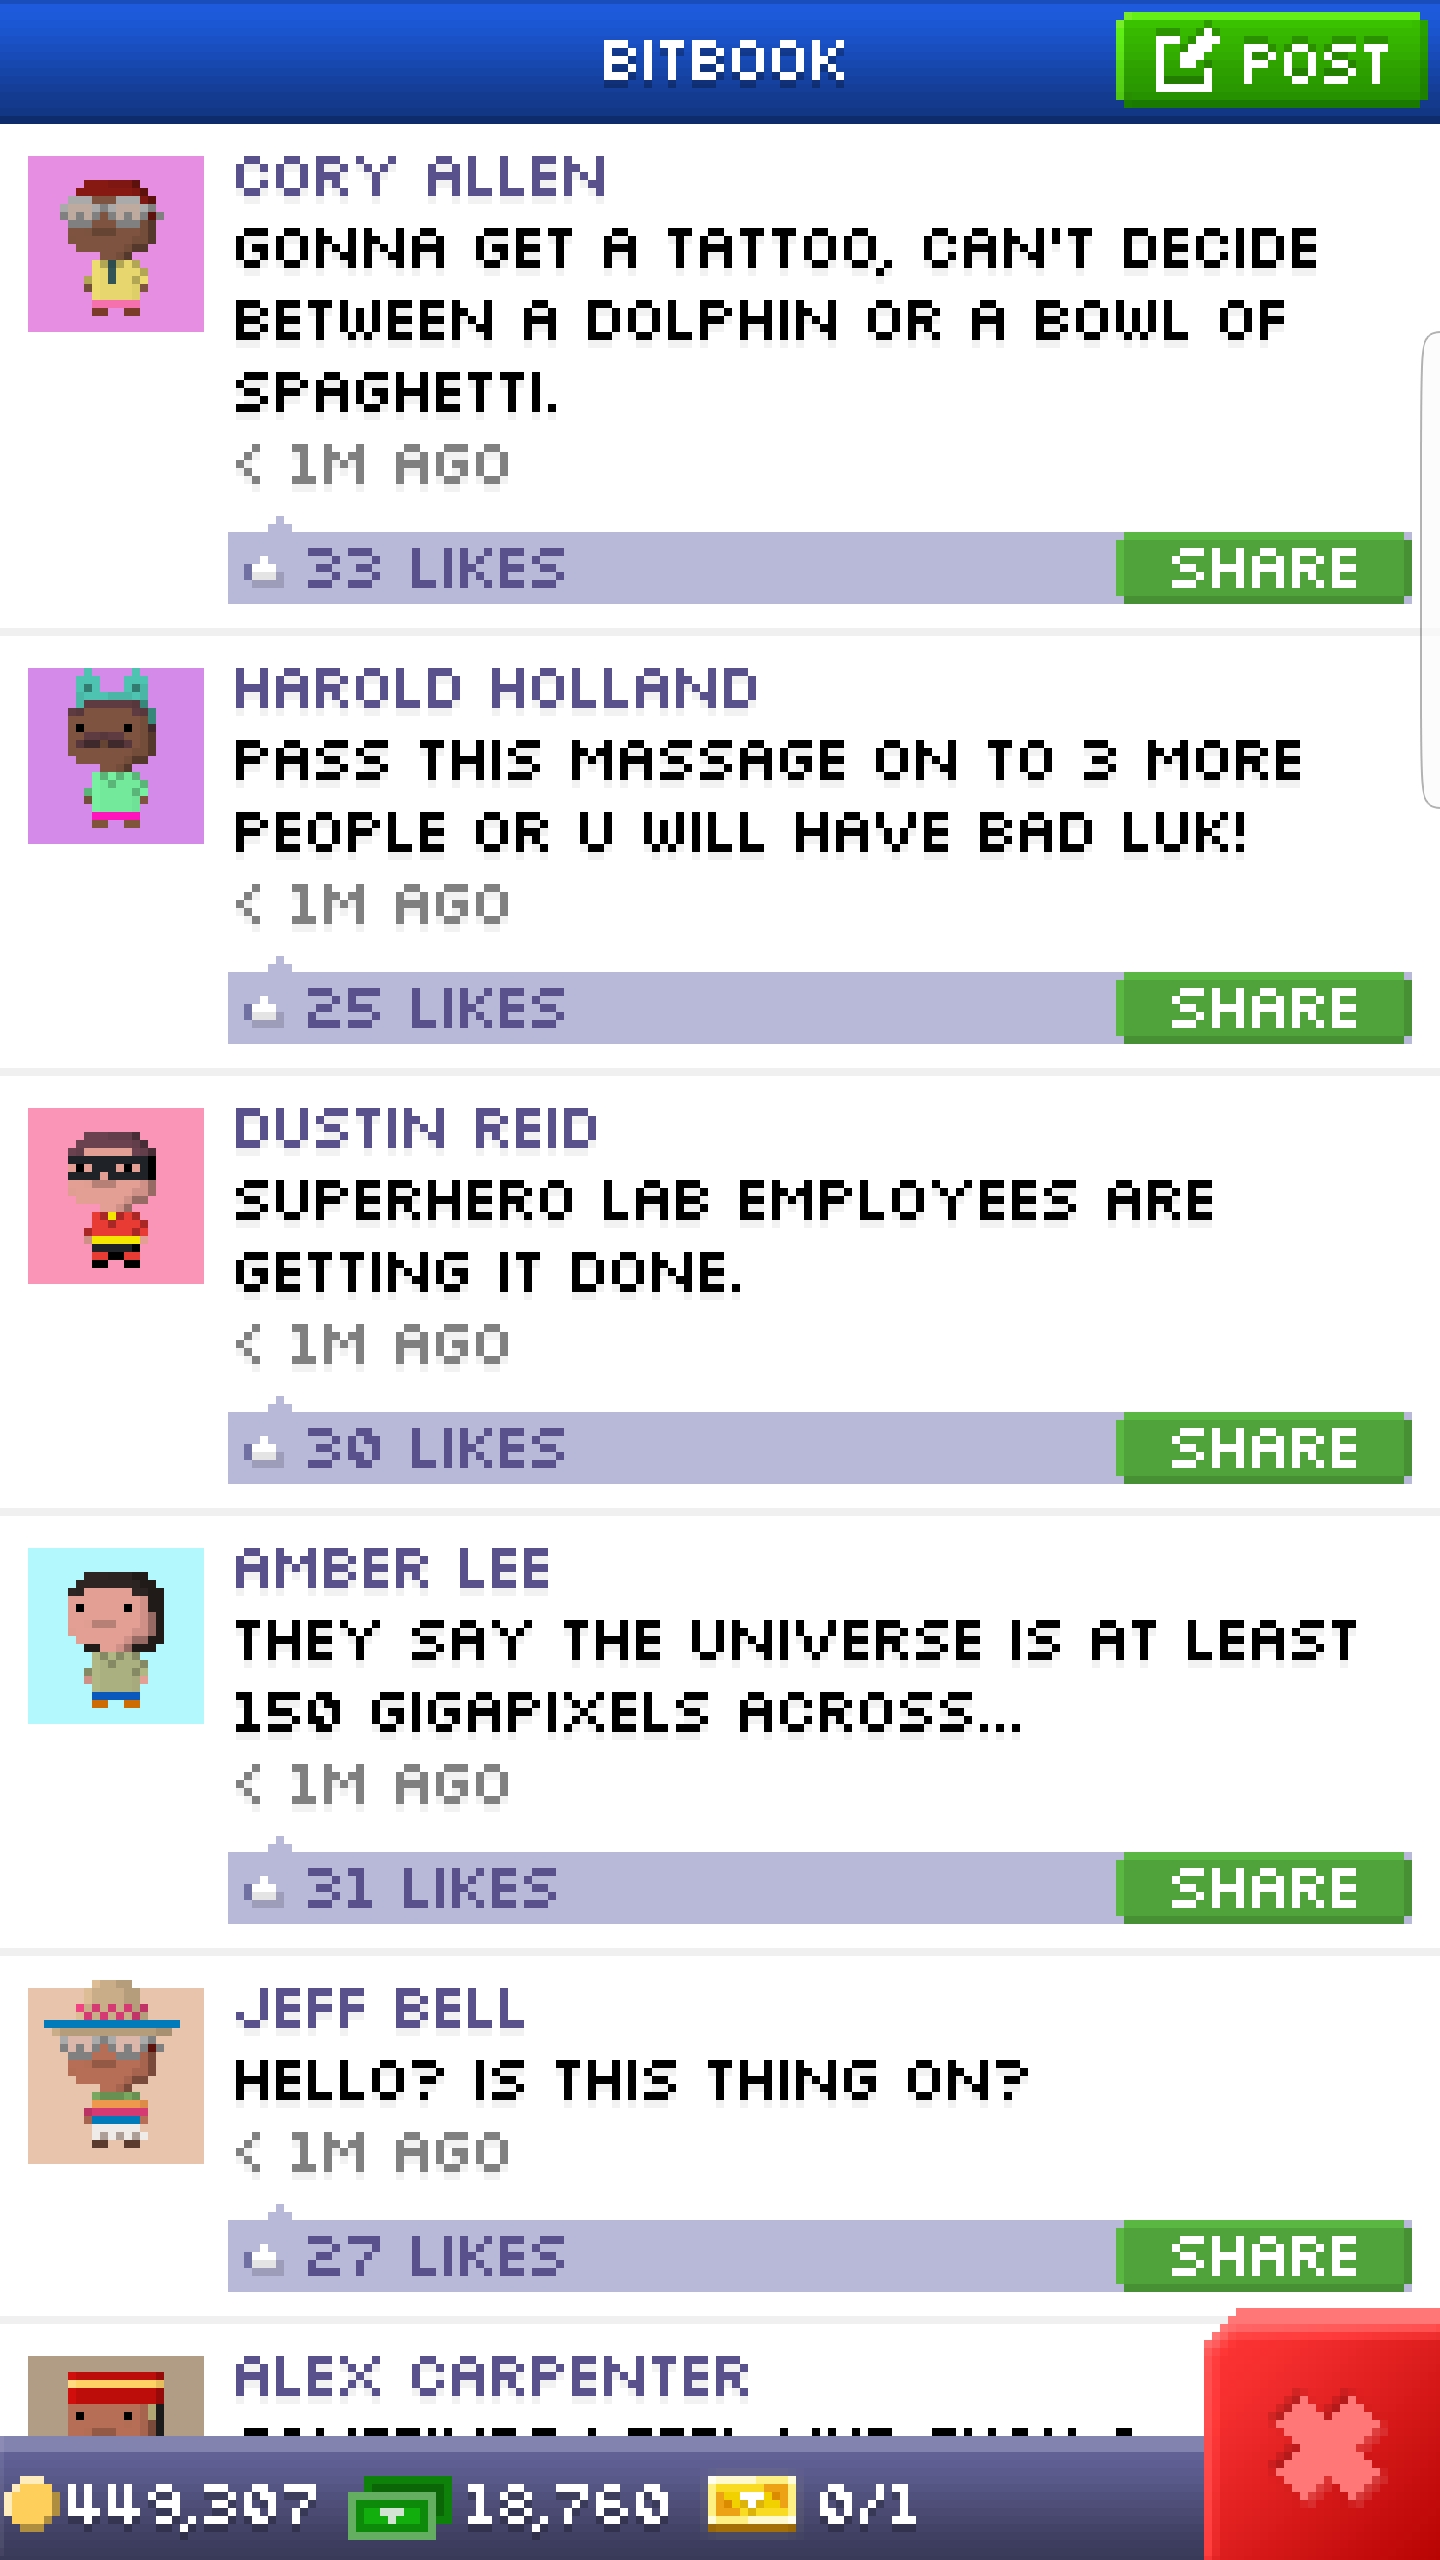 BITBOOK
POST
CORY ALLEN
GONNA GET A TATTOO, CAN'T DECIDE
BETWEEN A DOLPHIN OR A BOWL OF
SPAGHETTI.
< 1M AGO
33 LIKES
SHARE
HAROLD HOLLAND
PASS THIS MASSAGE ON TO 3 MORE
PEOPLE OR U WILL HAVE BAD LUK!
< 1M AGO
25 LIKES
SHARE
DUSTIN REID
SUPERHERO LAB EMPLOYEES ARE
GETTING IT DONE.
< 1M AGO
30 LIKES
SHARE
AMBER LEE
THEY SAY THE UNIVERSE IS AT LEAST
150 GIGAPIXELS ACROSS...
< 1M AGO
31 LIKES
SHARE
JEFF BELL
HELLO? IS THIS THING ON?
< 1M AGO
27 LIKES
SHARE
ALEX CARPENTER
449,307
18,760
0/1